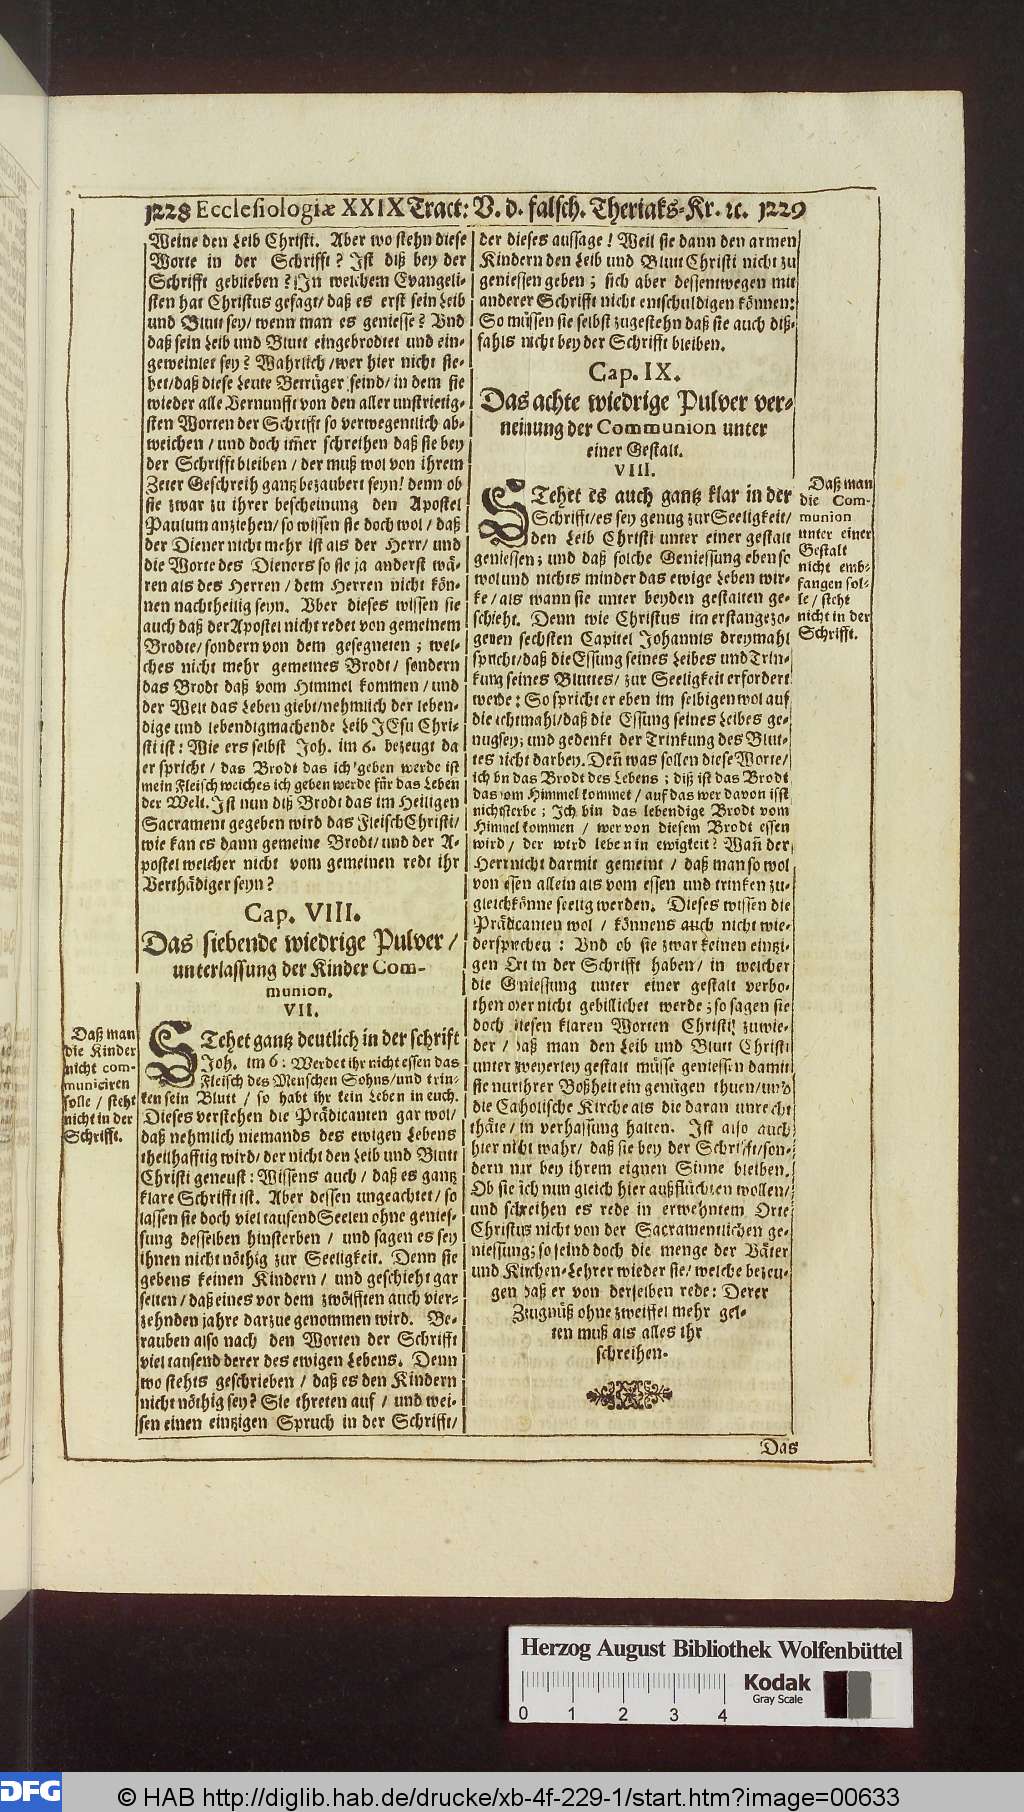 1228 Ecclesiologiæ XXIX Tract: V. d. falsch. Theriaks-Kr. ꝛc. 1229
Weine den Leib Christi. Aber wo stehn diese
Worte in der Schrifft? Ist diß bey der
Schrifft geblieben? In welchem Evangeli-
sten hat Christus gesagt/ daß es erst sein Leib
und Blutt sey/ wenn man es geniesse? Und
daß sein Leib und Blutt eingebrodtet und ein-
geweinlet sey? Wahrlich/ wer hier nicht sie-
het/ daß diese Leute Betrüger seind/ in dem sie
wieder alle Vernunfft von den aller unstrietig-
sten Worten der Schrifft so verwegentlich ab-
weichen/ und doch im̃er schreihen daß sie bey
der Schrifft bleiben/ der muß wol von ihrem
Zeter Geschreih gantz bezaubert seyn! denn ob
sie zwar zu ihrer bescheinung den Apostel
Paulum anziehen/ so wissen sie doch wol/ daß
der Diener nicht mehr ist als der Herr/ und
die Worte des Dieners so sie ja anderst wä-
ren als des Herren/ dem Herren nicht kön-
nen nachtheilig seyn. Uber dieses wissen sie
auch daß der Apostel nicht redet von gemeinem
Brodte/ sondern von dem gesegneten; wel-
ches nicht mehr gemeines Brodt/ sondern
das Brodt daß vom Himmel kommen/ und
der Welt das Leben giebt/ nehmlich der leben-
dige und lebendigmachende Leib JEsu Chri-
sti ist: Wie ers selbst Joh. im 6. bezeugt da
er spricht/ das Brodt das ich geben werde ist
mein Fleisch welches ich geben werde für das Leben
der Welt. Ist nun diß Brodt das im Heiligen
Sacrament gegeben wird das Fleisch Christi/
wie kan es dann gemeine Brodt/ und der A-
postel welcher nicht vom gemeinen redt ihr
Verthädiger seyn?
Cap. VIII.
Das siebende wiedrige Pulver/
unterlassung der Kinder Com-
munion.
VII.
Daß man
die Kinder
nicht com-
municiren
solle/ steht
nicht in der
Schrifft.
STehet gantz deutlich in der schrift
Joh. im 6: Werdet ihr nicht essen das
Fleisch des Menschen Sohns/ und trin-
ken sein Blutt/ so habt ihr kein Leben in euch.
Dieses verstehen die Prädicanten gar wol/
daß nehmlich niemands des ewigen Lebens
theilhafftig wird/ der nicht den Leib und Blutt
Christi geneust: Wissens auch/ daß es gantz
klare Schrifft ist. Aber dessen ungeachtet/ so
lassen sie doch viel tausend Seelen ohne genies-
sung desselben hinsterben/ und sagen es sey
ihnen nicht nöthig zur Seeligkeit. Denn sie
gebens keinen Kindern/ und geschieht gar
selten/ daß eines vor dem zwölfften auch vier-
zehnden jahre darzue genommen wird. Be-
rauben also nach den Worten der Schrifft
viel tausend derer des ewigen Lebens. Denn
wo stehts geschrieben/ daß es den Kindern
nicht nöthig sey? Sie threten auf/ und wei-
sen einen eintzigen Spruch in der Schrifft/
der dieses aussage! Weil sie dann den armen
Kindern den Leib und Blutt Christi nicht zu
geniessen geben; sich aber dessentwegen mit
anderer Schrifft nicht entschuldigen können:
So müssen sie selbst zugestehn daß sie auch diß-
fahls nicht bey der Schrifft bleiben.
Cap. IX.
Das achte wiedrige Pulver ver-
neinung der Communion unter
einer Gestalt.
VIII.
STehet es auch gantz klar in der
Schrifft/ es sey genug zur Seeligkeit/
den Leib Christi unter einer gestalt
geniessen; und daß solche Geniessung eben so
wol und nichts minder das ewige Leben wir-
ke/ als wann sie unter beyden gestalten ge-
schieht. Denn wie Christus im erstangezo-
genen sechsten Capitel Johannis dreymahl
spricht/ daß die Essung seines Leibes und Trin-
kung seines Bluttes/ zur Seeligkeit erfordert
werde: So spricht er eben im selbigen wol auf
die achtmahl/ daß die Essung seines Leibes ge-
nug sey; und gedenkt der Trinkung des Blut-
tes nicht darbey. Deñ was sollen diese Worte/
ich bin das Brodt des Lebens; diß ist das Brodt
das vom Himmel kommet/ auf das wer davon isst
nicht sterbe; Ich bin das lebendige Brodt vom
Himmel kommen/ wer von diesem Brodt essen
wird/ der wird leben in ewigkeit? Wañ der
Herr nicht darmit gemeint/ daß man so wol
von essen allein als vom essen und trinken zu-
gleich könne seelig werden. Dieses wissen die
Prädicanten wol/ können s auch nicht wie-
dersprechen: Und ob sie zwar keinen eintzi-
gen Ort in der Schrifft haben/ in welcher
die Geniessung unter einer gestalt verbo-
then oder nicht gebillichet werde; so sagen sie
doch diesen klaren Worten Christi zuwie-
der/ daß man den Leib und Blutt Christi
unter zweyerley gestalt müsse geniessen damit
sie nur ihrer Boßheit ein genügen thuen/ und
die Catholische Kirche als die daran unrecht
thäte/ in verhassung halten. Ist also auch
hier nicht wahr/ daß sie bey der Schrifft/ son-
dern nur bey ihrem eignen Sinne bleiben.
Ob sie sich nun gleich hier außflüchten wollen/
und schreihen es rede in erwehntem Orte
Christus nicht von der Sacramentlichen ge-
niessung; so seind doch die menge der Väter
und Kirchen-Lehrer wieder sie/ welche bezeu-
gen daß er von derselben rede: Derer
Zeugnüß ohne zweiffel mehr gel-
ten muß als alles ihr
schreihen.
Daß man
die Com-
munion
unter einer
Gestalt
nicht emb-
fangen sol-
le/ steht
nicht in der
Schrifft.
Das
Herzog August Bibliothek Wolfenbüttel
0 1 2 3 4
Kodak
Gray Scale
DFG
© HAB http://diglib.hab.de/drucke/xb-4f-229-1/start.htm?image=00633